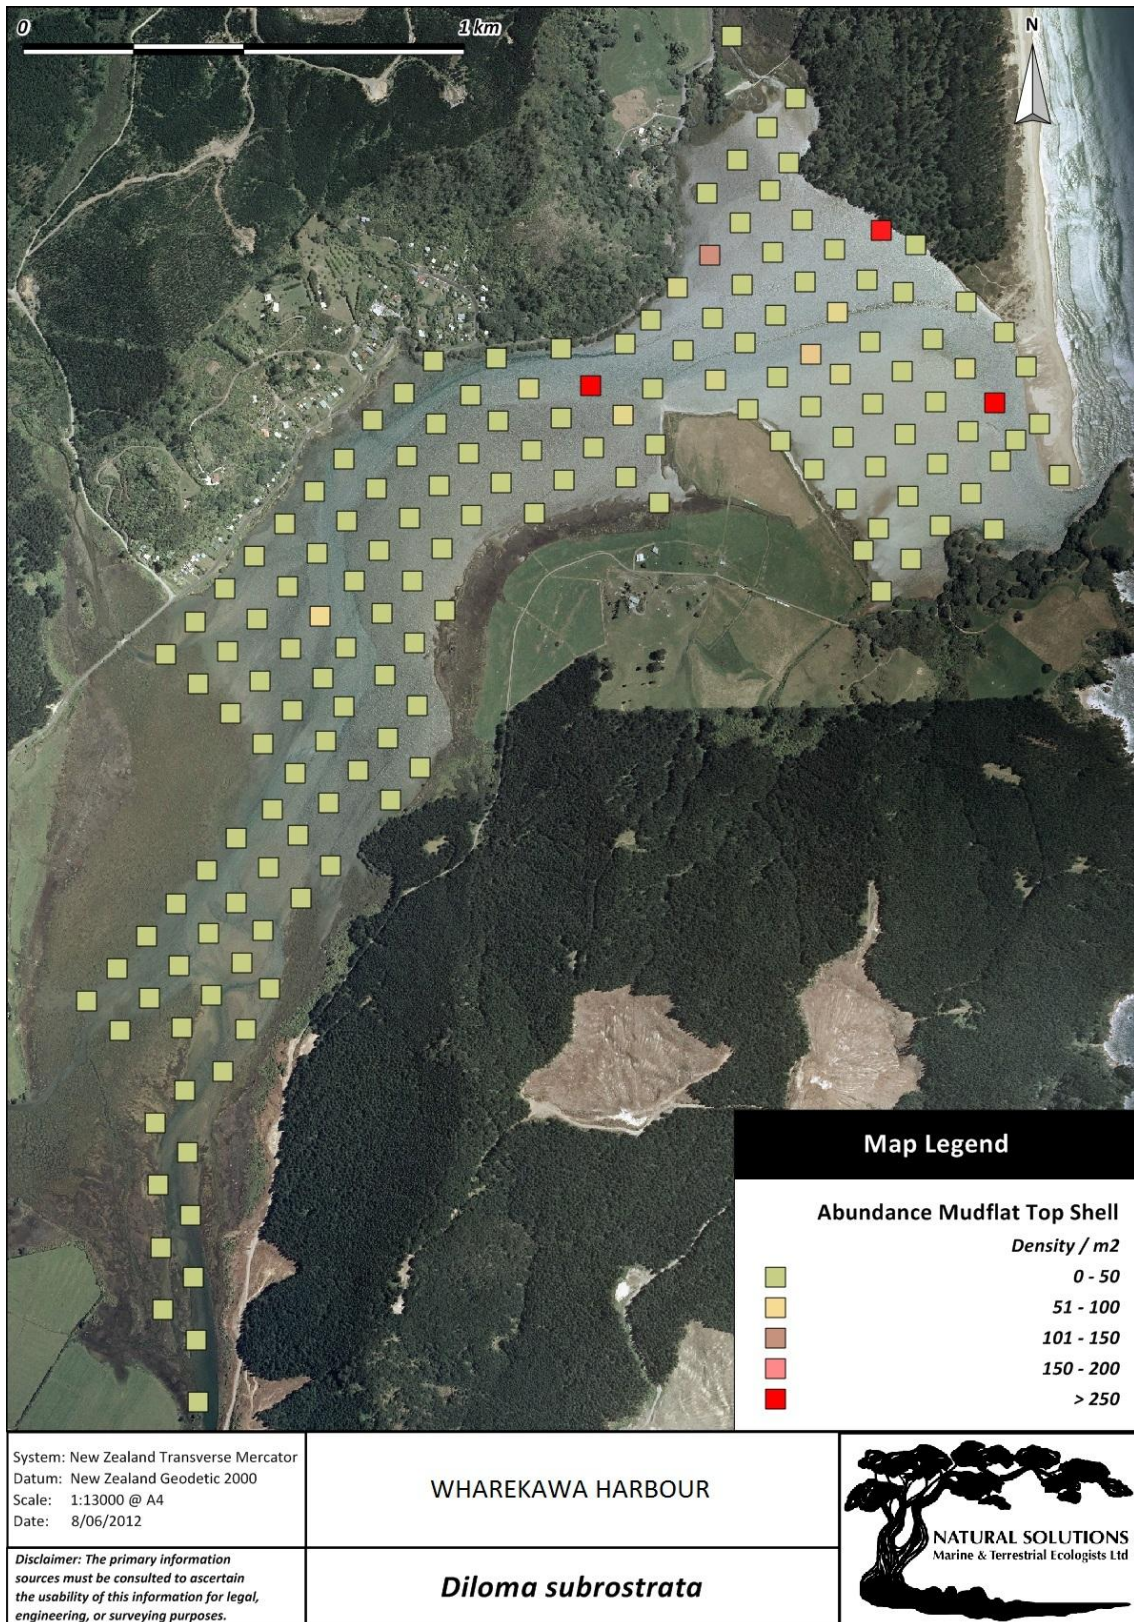 0 1 km
N
Map Legend
Abundance Mudflat Top Shell
Density / m2
0 - 50
51 - 100
101 - 150
150 - 200
> 250
System: New Zealand Transverse Mercator
Datum: New Zealand Geodetic 2000
Scale: 1:13000 @ A4
Date: 8/06/2012
Disclaimer: The primary information
sources must be consulted to ascertain
the usability of this information for legal,
engineering, or surveying purposes.
WHAREKAWA HARBOUR
Diloma subrostrata
NATURAL SOLUTIONS
Marine & Terrestrial Ecologists Ltd